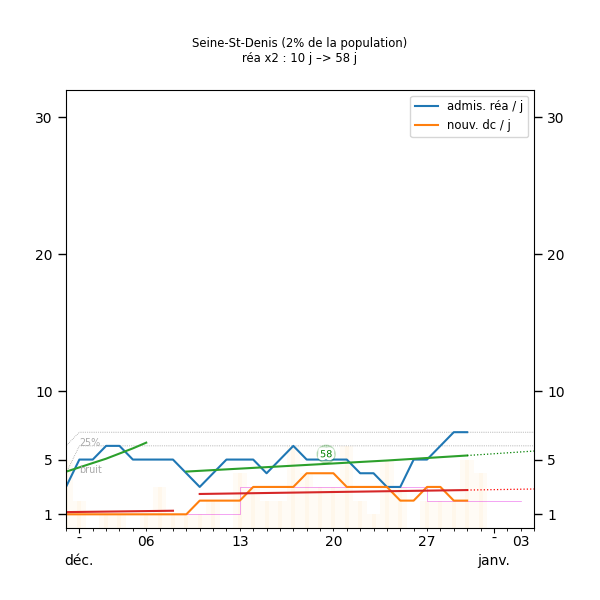 Seine-St-Denis (2% de la population)
réa x2 : 10 j –> 58 j
admis. réa / j
nouv. dc / j
30 30
20 20
10 10
25%
58
5 5
bruit
1 1
- 06 13 20 27 - 03
déc. janv.